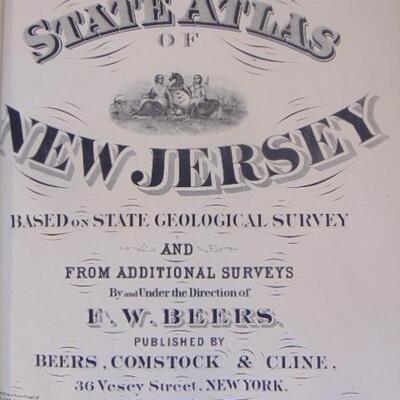 STATE ATLAS
OF
NEW JERSEY
BASED ON STATE GEOLOGICAL SURVEY
AND
FROM ADDITIONAL SURVEYS
By and Under the Direction of
F. W. BEERS.
PUBLISHED BY
BEERS, COMSTOCK & CLINE,
36 Vesey Street, NEW YORK.